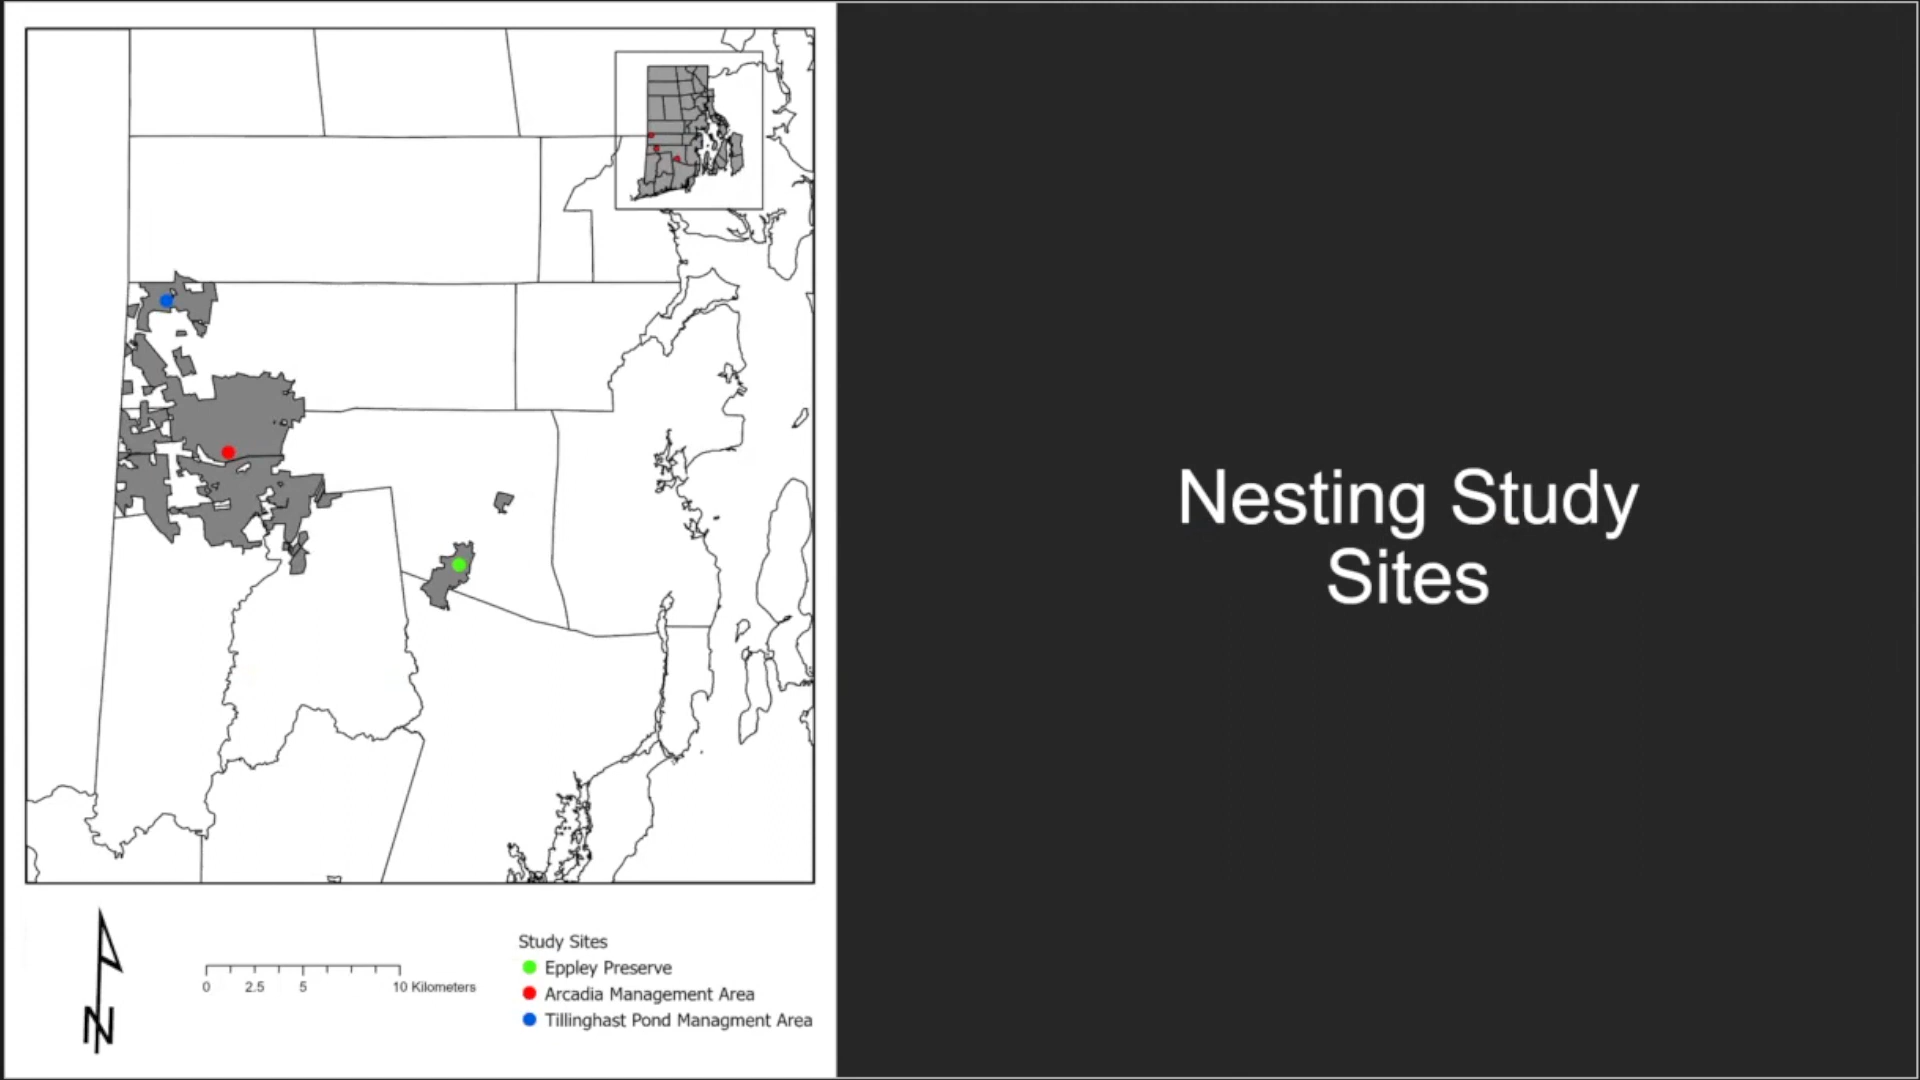 Nesting Study
Sites
N
0 2.5 5 10 Kilometers
Study Sites
Eppley Preserve
Arcadia Management Area
Tillinghast Pond Managment Area